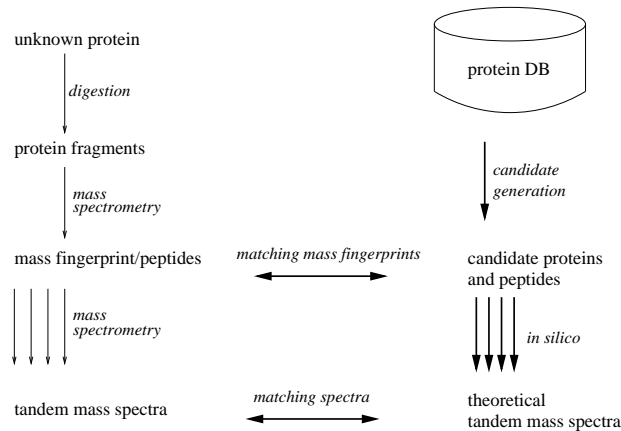 unknown protein
digestion
protein fragments
mass
spectrometry
mass fingerprint/peptides
mass
spectrometry
tandem mass spectra
matching mass fingerprints
matching spectra
protein DB
candidate
generation
candidate proteins
and peptides
in silico
theoretical
tandem mass spectra